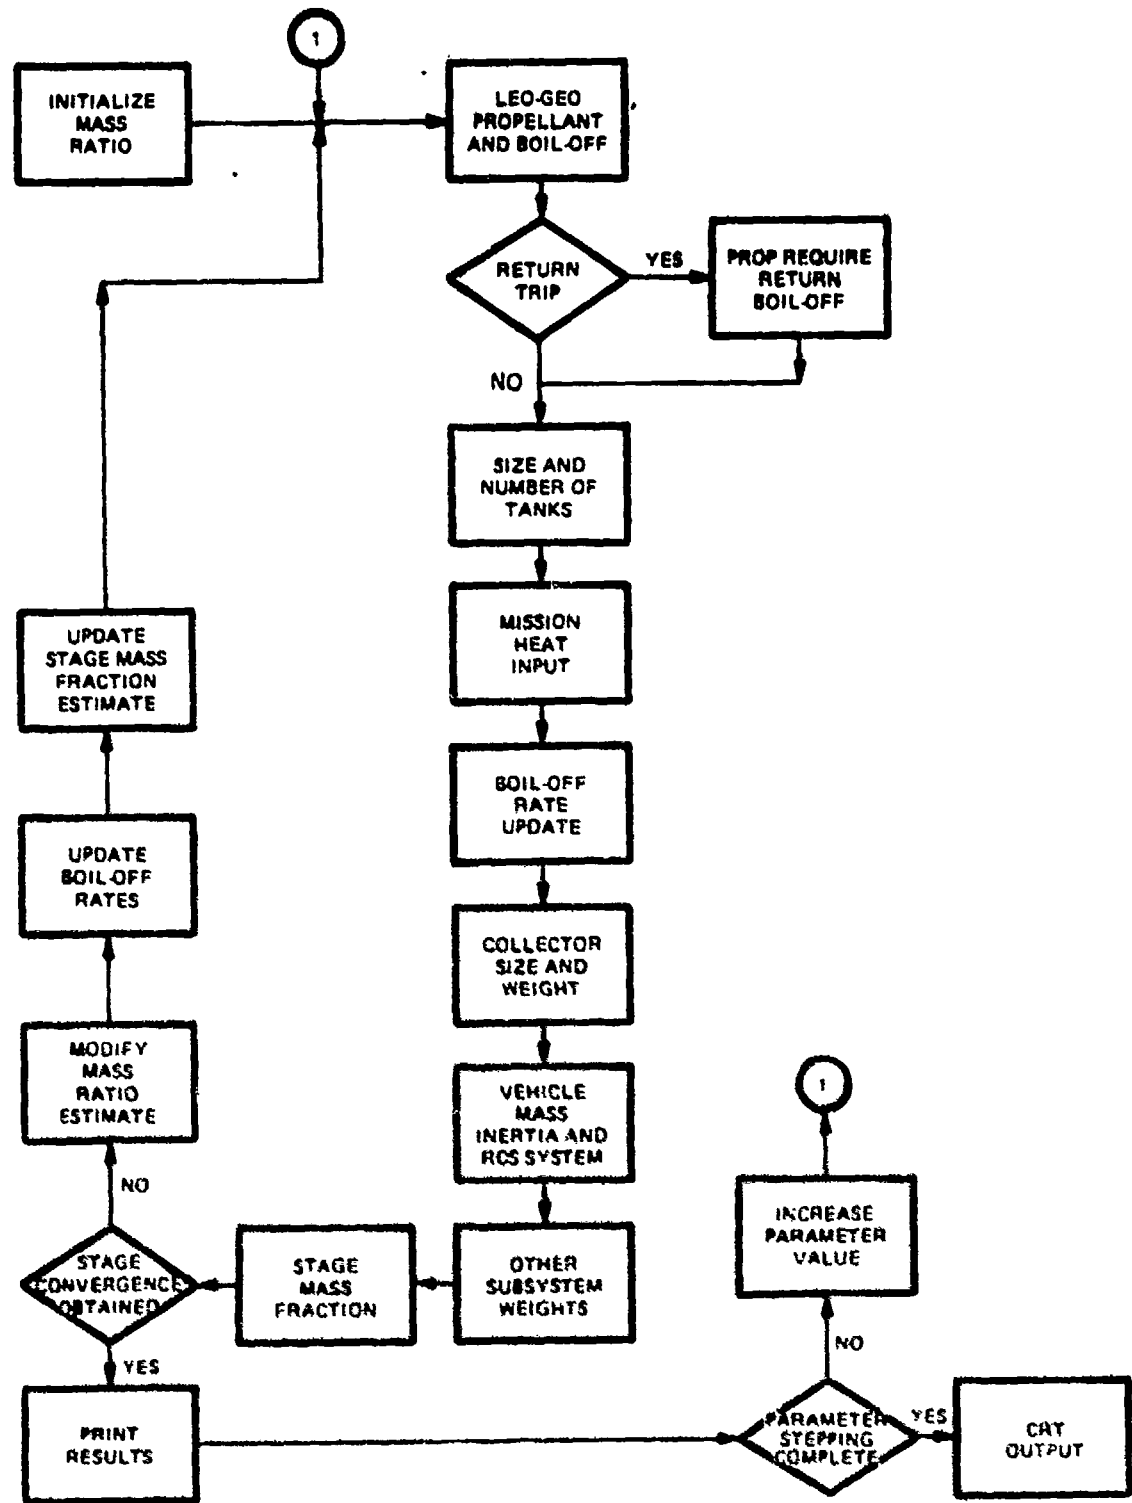 1
INITIALIZE
MASS
RATIO
LEO-GEO
PROPELLANT
AND BOIL-OFF
RETURN
TRIP
YES
PROP REQUIRE
RETURN
BOIL-OFF
NO
SIZE AND
NUMBER OF
TANKS
MISSION
HEAT
INPUT
BOIL-OFF
RATE
UPDATE
COLLECTOR
SIZE AND
WEIGHT
VEHICLE
MASS
INERTIA AND
RCS SYSTEM
OTHER
SUBSYSTEM
WEIGHTS
STAGE
MASS
FRACTION
STAGE
CONVERGENCE
OBTAINED
NO
MODIFY
MASS
RATIO
ESTIMATE
UPDATE
BOIL-OFF
RATES
UPDATE
STAGE MASS
FRACTION
ESTIMATE
YES
PRINT
RESULTS
PARAMETER
STEPPING
COMPLETE
NO
INCREASE
PARAMETER
VALUE
1
YES
CRT
OUTPUT